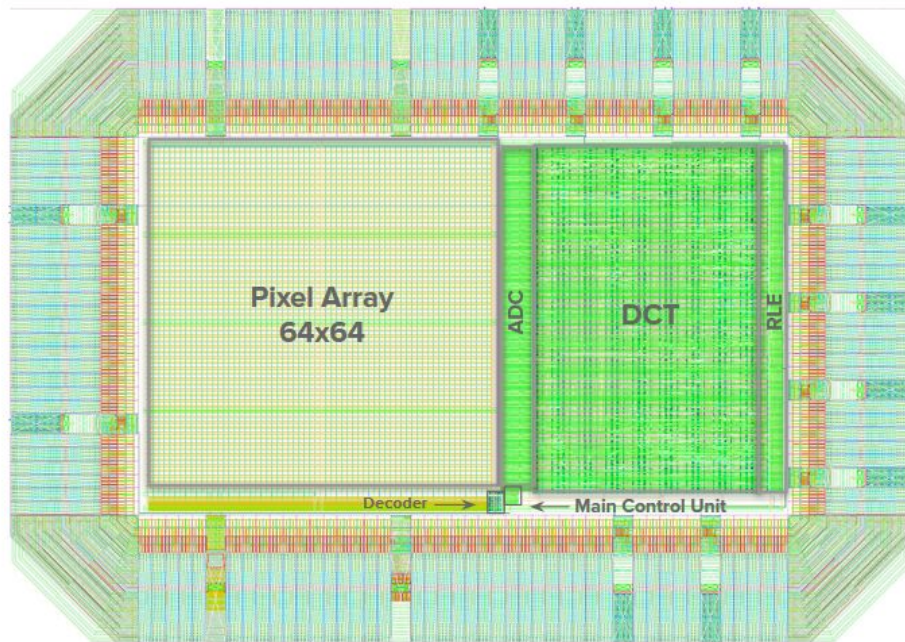 Pixel Array
64x64
ADC
DCT
RLE
Decoder
Main Control Unit